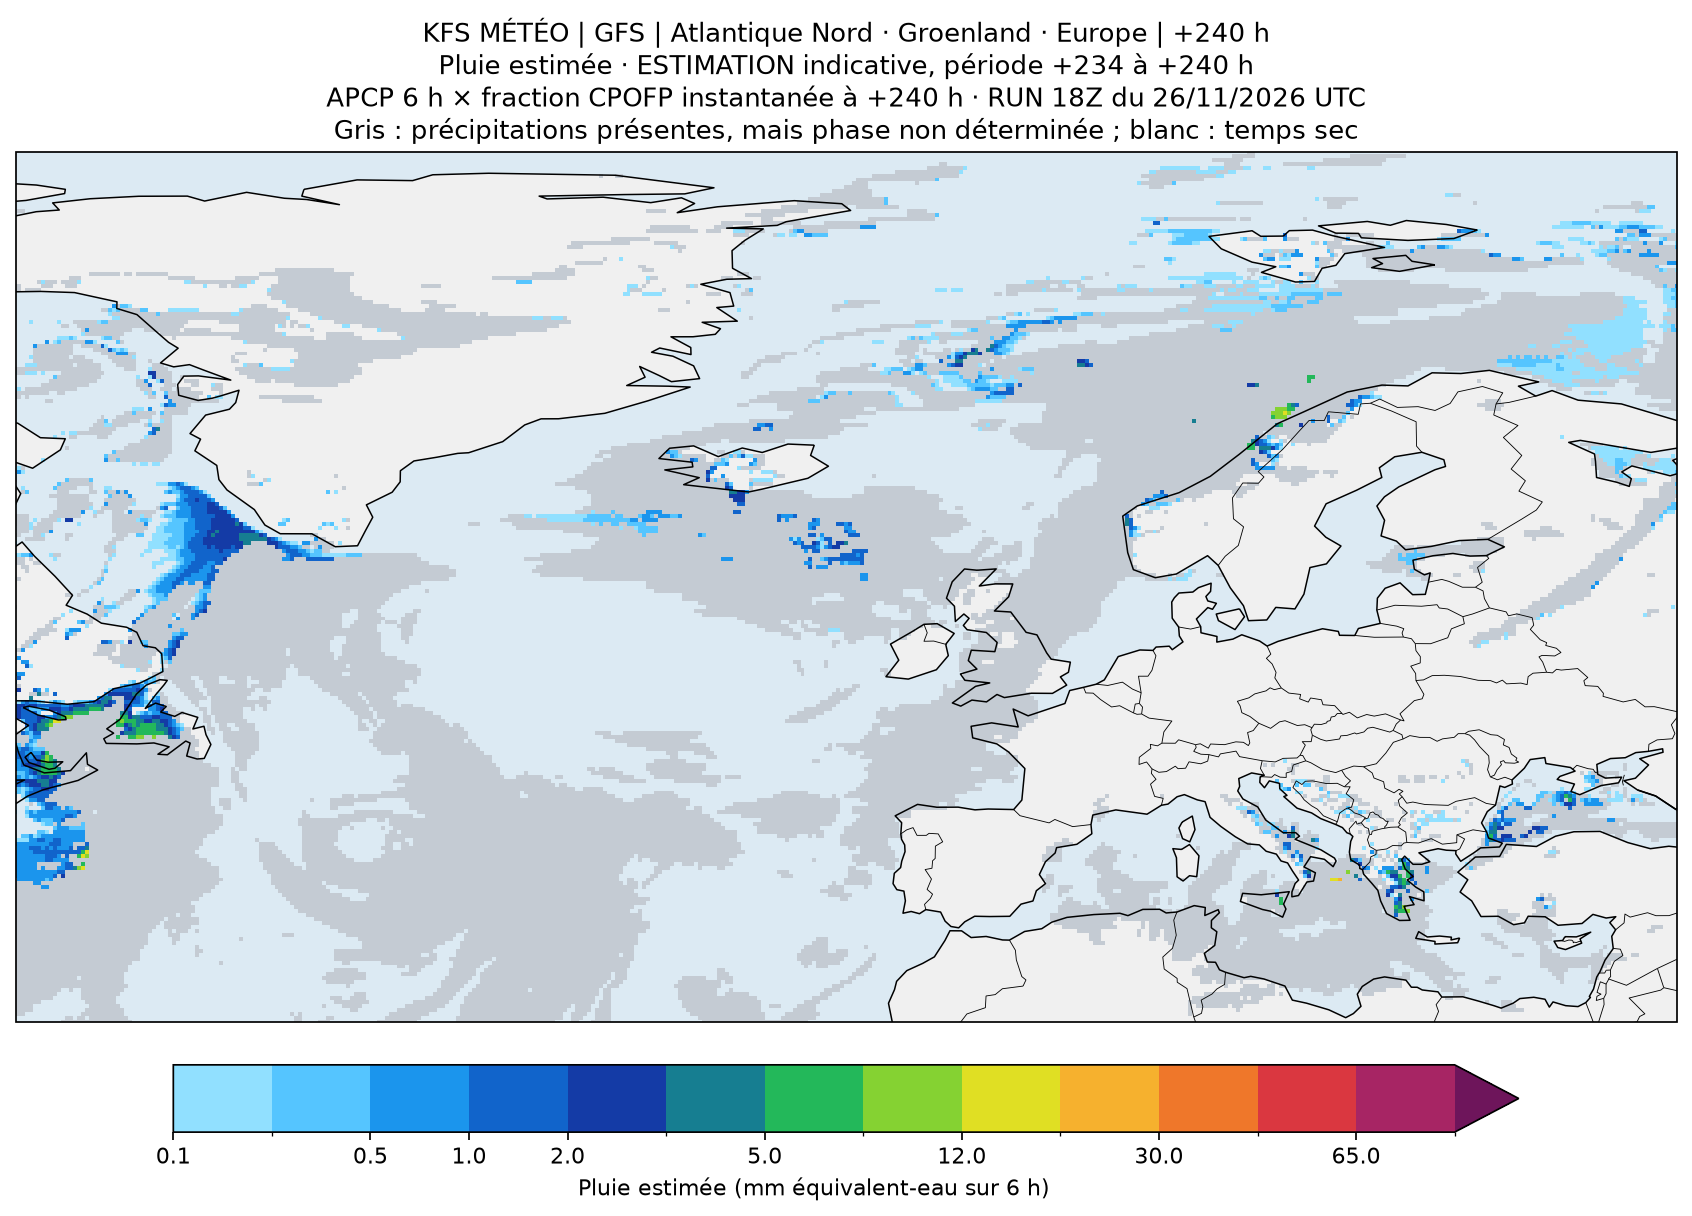 KFS MÉTÉO | GFS | Atlantique Nord · Groenland · Europe | +240 h
Pluie estimée · ESTIMATION indicative, période +234 à +240 h
APCP 6 h × fraction CPOFP instantanée à +240 h · RUN 18Z du 26/11/2026 UTC
Gris : précipitations présentes, mais phase non déterminée ; blanc : temps sec
0.1 0.5 1.0 2.0 5.0 12.0 30.0 65.0
Pluie estimée (mm équivalent-eau sur 6 h)